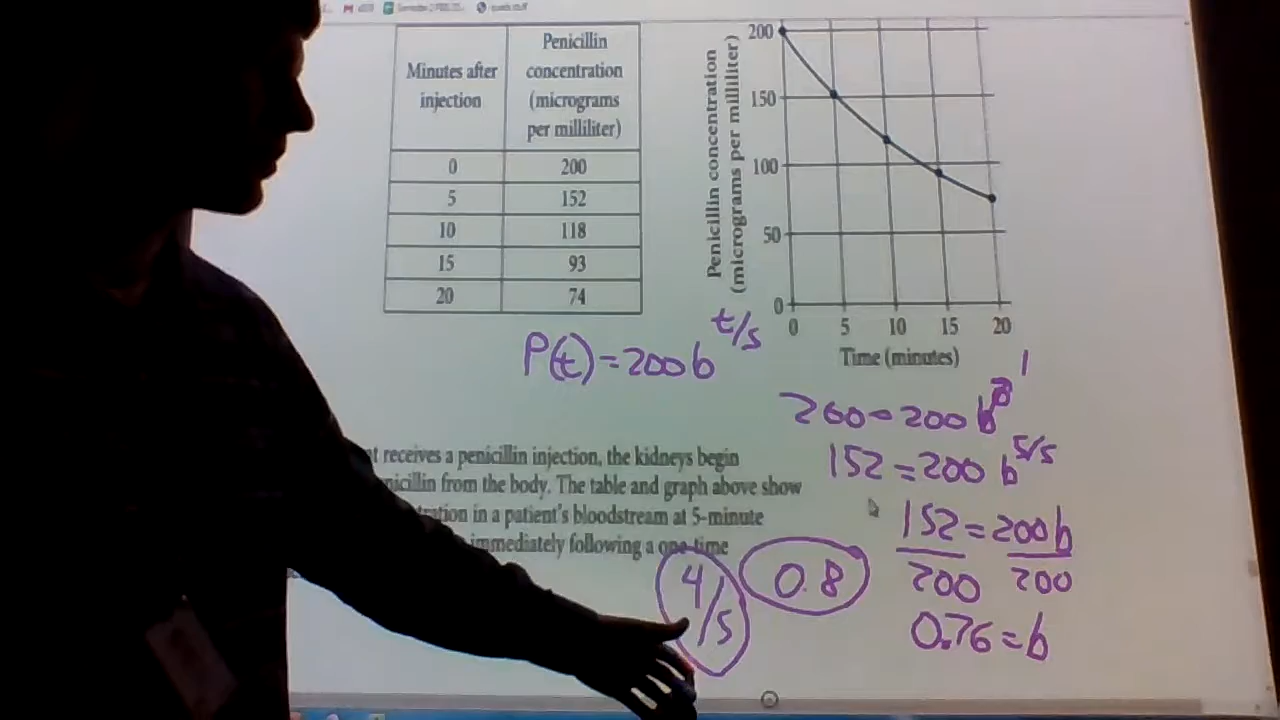 Minutes after injection
Penicillin concentration (micrograms per milliliter)
0 200
5 152
10 118
15 93
20 74
Penicillin concentration
(micrograms per milliliter)
200
150
100
50
0
0 5 10 15 20
Time (minutes)
P(t) = 200 b^t/5
200 = 200 b^0 1
152 = 200 b^5/5
152 = 200b
200 200
0.76 = b
4/5 0.8
receives a penicillin injection, the kidneys begin
from the body. The table and graph above show
in a patient's bloodstream at 5-minute
immediately following a one-time